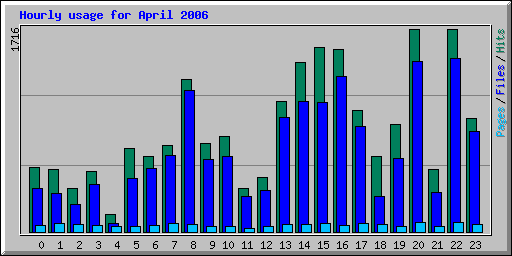 Hourly usage for April 2006
1716
Pages/Files/Hits
0 1 2 3 4 5 6 7 8 9 10 11 12 13 14 15 16 17 18 19 20 21 22 23